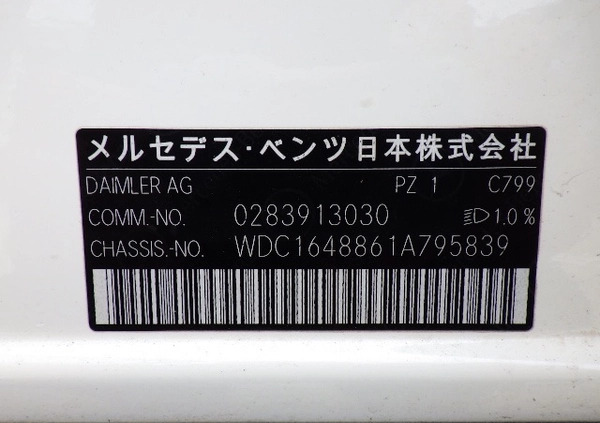 メルセデス・ベンツ日本株式会社
DAIMLER AG PZ 1 C799
COMM.-NO. 0283913030 1.0 %
CHASSIS.-NO. WDC1648861A795839